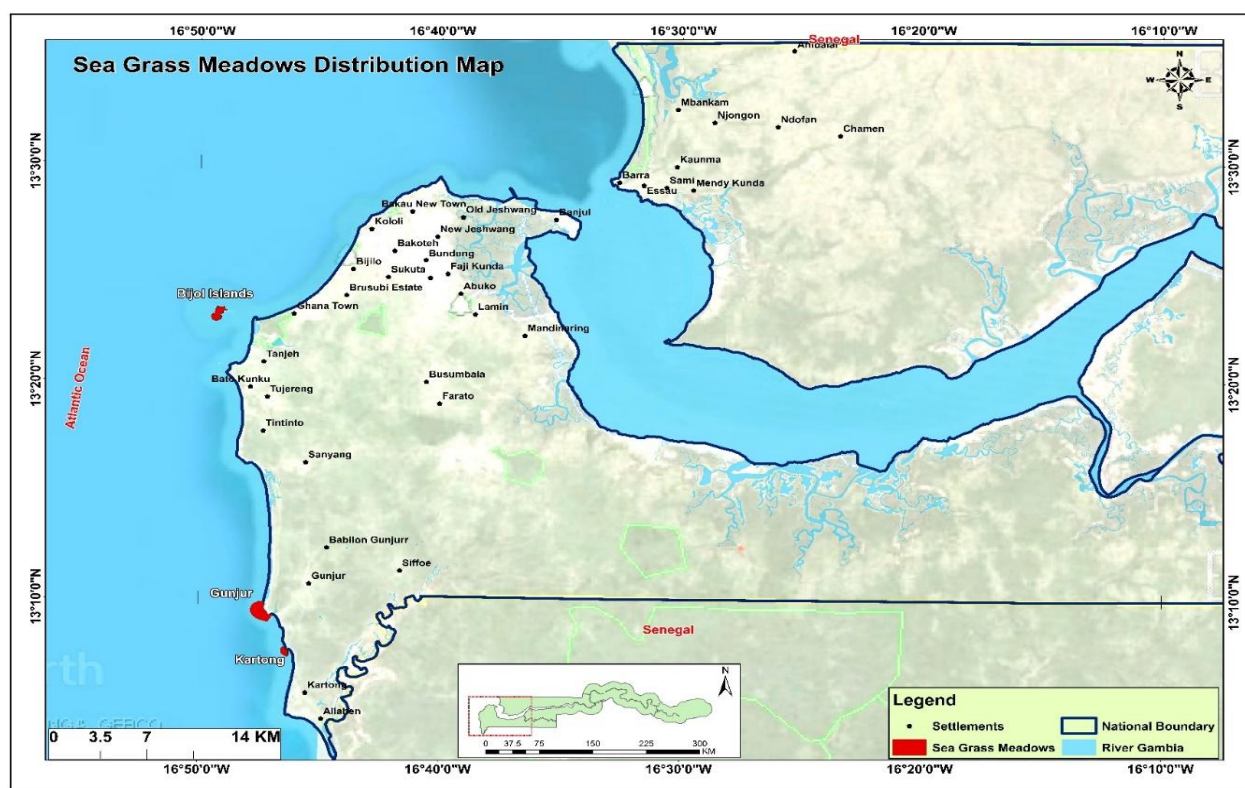 16°50'0"W 16°40'0"W 16°30'0"W 16°20'0"W 16°10'0"W
Senegal
Sea Grass Meadows Distribution Map
N
W E
S
Mbankam
Njongon
Ndofan
Chamen
13°30'0"N
13°30'0"N
Kaunma
Barra
Essau
Sami
Mendy Kunda
Bakau New Town
Old Jeshwang
Banjul
Kololi
New Jeshwang
Bakoteh
Bundung
Bijilo
Sukuta
Faji Kunda
Brusubi Estate
Abuko
Bijol Islands
Ghana Town
Lamin
Mandinaring
Tanjeh
Atlantic Ocean
13°20'0"N
13°20'0"N
Bato Kunku
Tujereng
Busumbala
Farato
Tintinto
Sanyang
Babilon Gunjurr
Siffoe
Gunjur
Gunjur
13°10'0"N
13°10'0"N
Senegal
Kartong
Kartong
Allahen
N
0 37.5 75 150 225 300
KM
0 3.5 7 14 KM
Legend
Settlements
National Boundary
Sea Grass Meadows
River Gambia
16°50'0"W 16°40'0"W 16°30'0"W 16°20'0"W 16°10'0"W